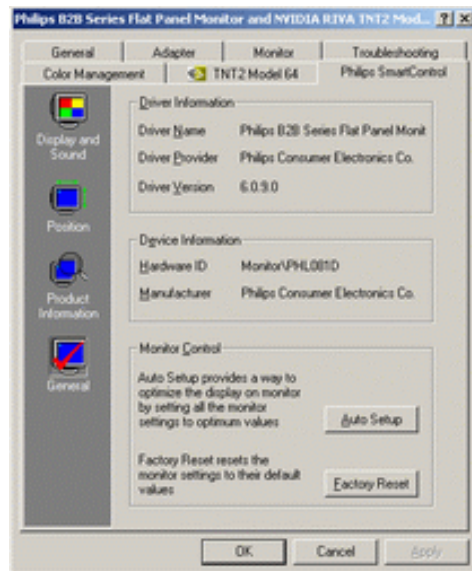 Philips B2B Series Flat Panel Monitor and NVIDIA RIVA TNT2 Mod...
General Adapter Monitor Troubleshooting
Color Management TNT2 Model 64 Philips SmartControl
Display and
Sound
Position
Product
Information
General
Driver Information
Driver Name Philips B2B Series Flat Panel Monit
Driver Provider Philips Consumer Electronics Co.
Driver Version 6.0.9.0
Device Information
Hardware ID Monitor\PHL081D
Manufacturer Philips Consumer Electronics Co.
Monitor Control
Auto Setup provides a way to
optimize the display on monitor
by setting all the monitor
settings to optimum values
Auto Setup
Factory Reset resets the
monitor settings to their default
values
Factory Reset
OK Cancel Apply